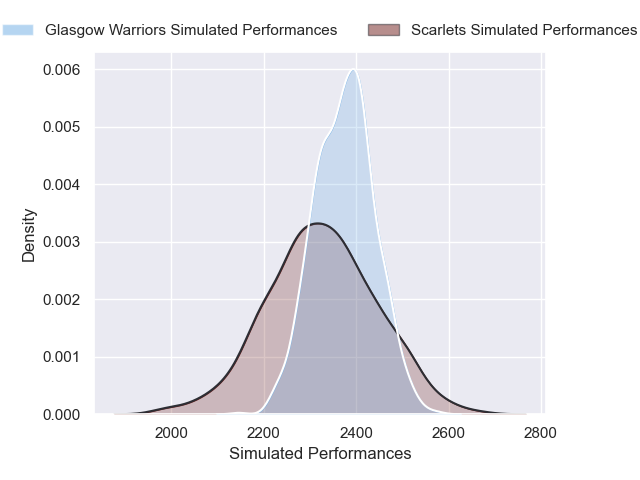 Glasgow Warriors Simulated Performances Scarlets Simulated Performances
0.006
0.005
0.004
0.003
0.002
0.001
0.000
Density
2000 2200 2400 2600 2800
Simulated Performances